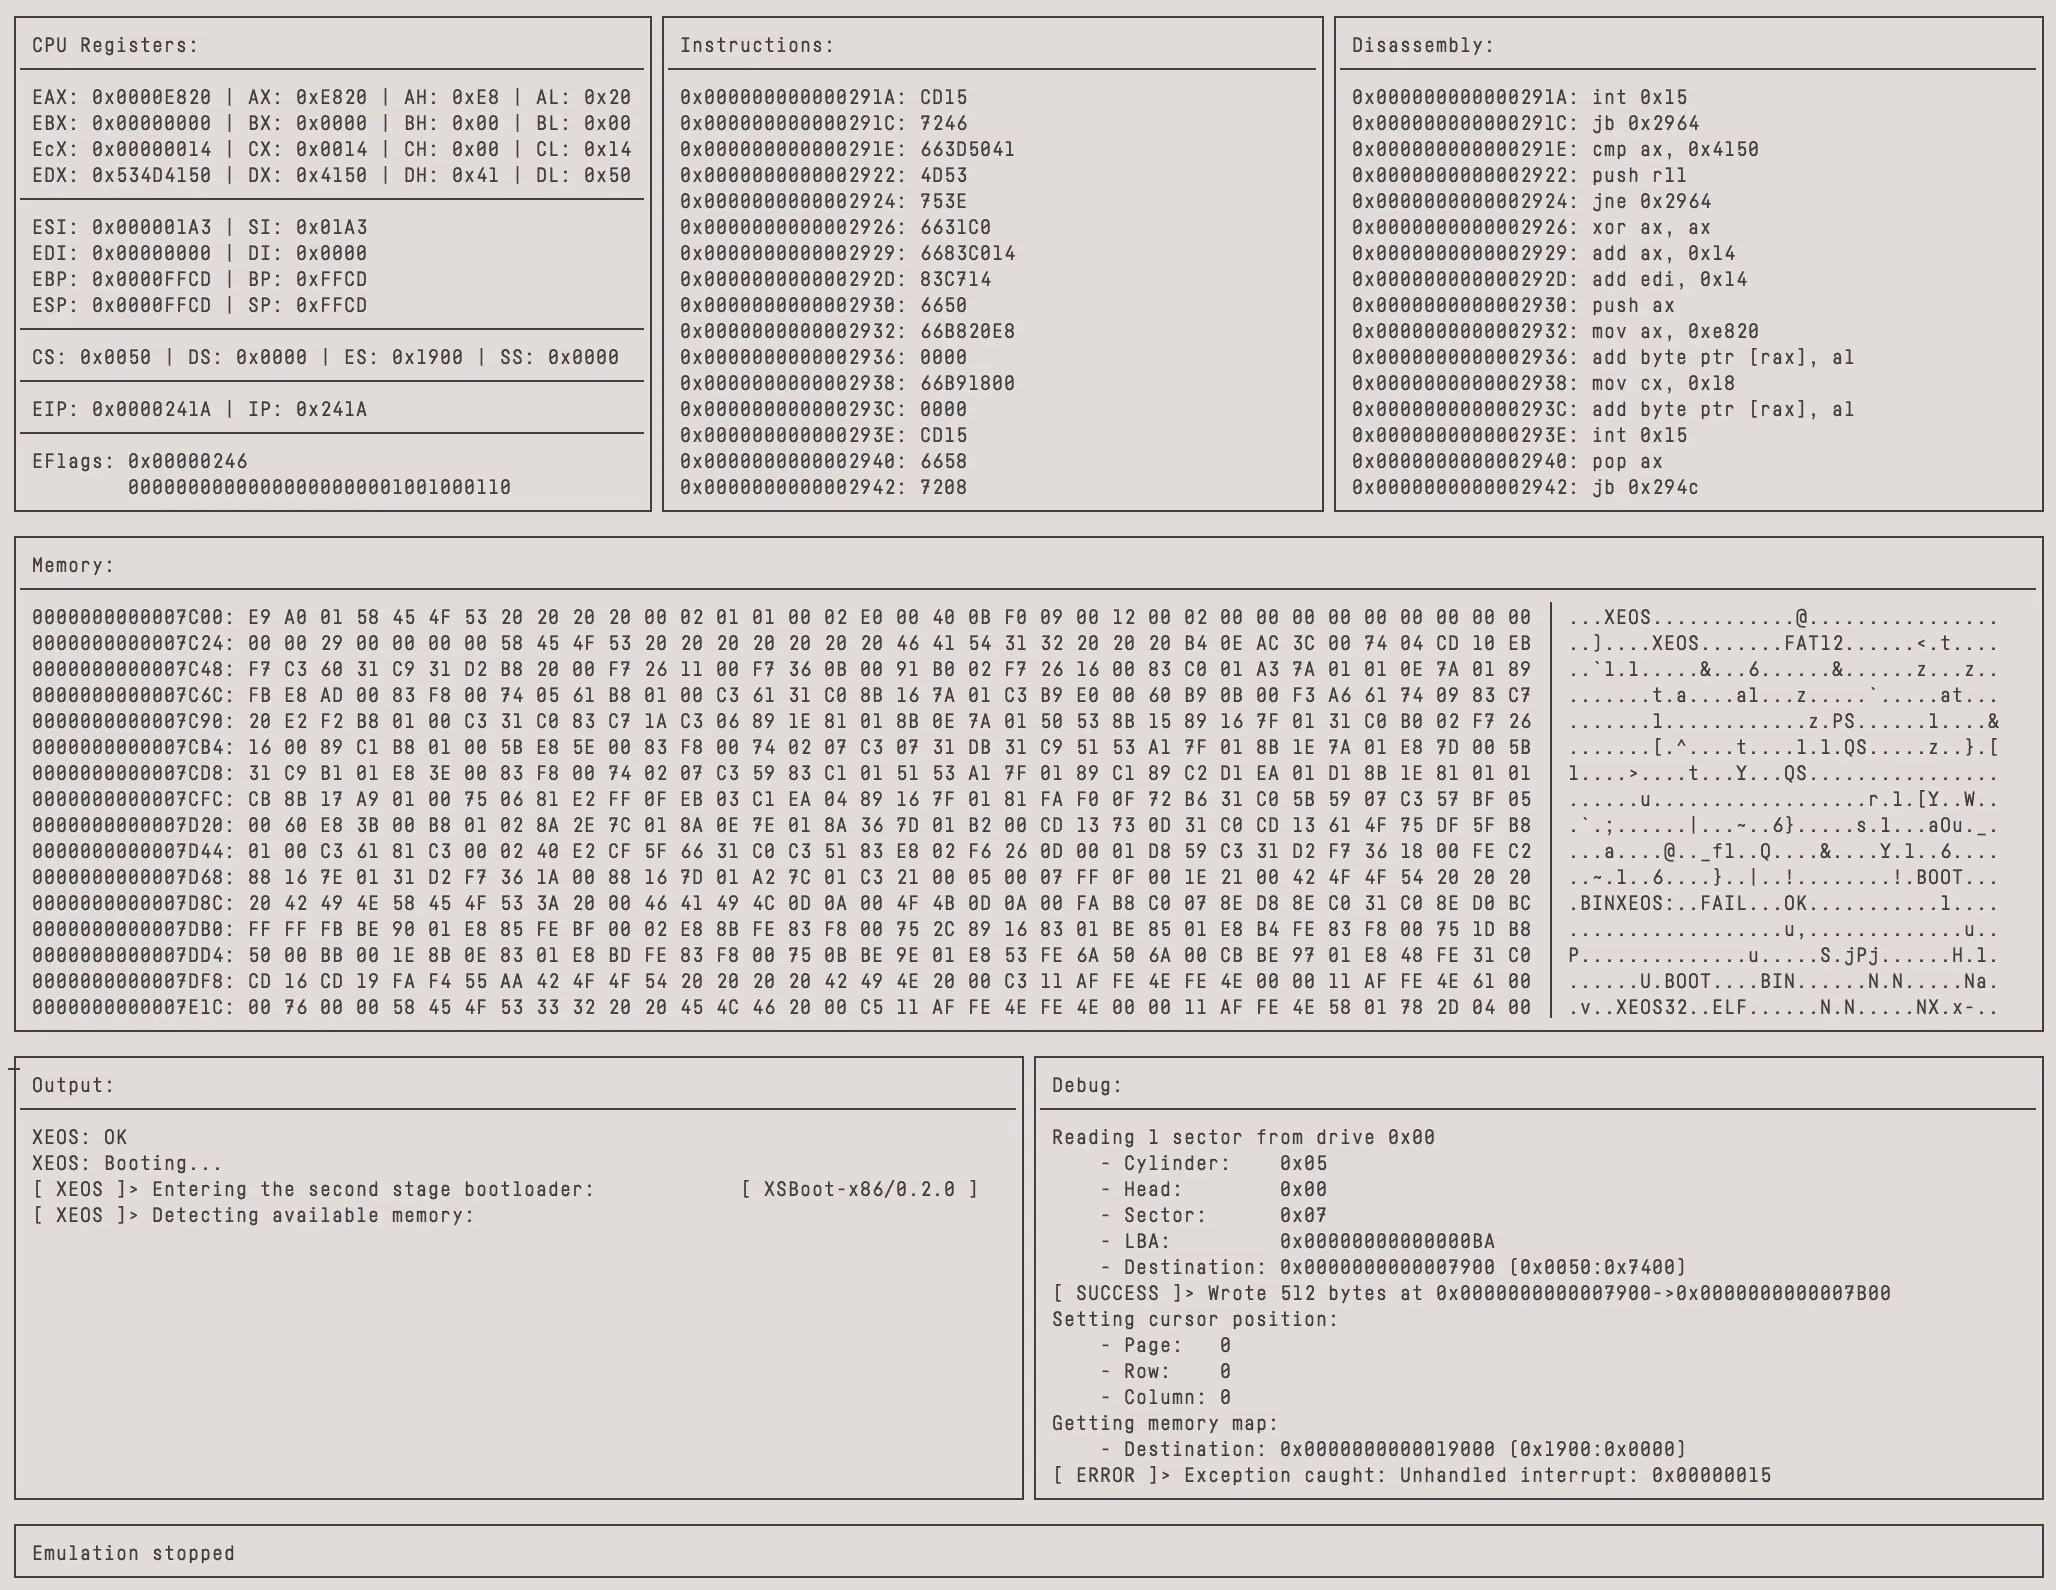 CPU Registers:
EAX: 0x0000E820 | AX: 0xE820 | AH: 0xE8 | AL: 0x20
EBX: 0x00000000 | BX: 0x0000 | BH: 0x00 | BL: 0x00
EcX: 0x00000014 | CX: 0x0014 | CH: 0x00 | CL: 0x14
EDX: 0x534D4150 | DX: 0x4150 | DH: 0x41 | DL: 0x50
ESI: 0x000001A3 | SI: 0x01A3
EDI: 0x00000000 | DI: 0x0000
EBP: 0x0000FFCD | BP: 0xFFCD
ESP: 0x0000FFCD | SP: 0xFFCD
CS: 0x0050 | DS: 0x0000 | ES: 0x1900 | SS: 0x0000
EIP: 0x0000241A | IP: 0x241A
EFlags: 0x00000246
00000000000000000000001001000110
Instructions:
0x000000000000291A: CD15
0x000000000000291C: 7246
0x000000000000291E: 663D5041
0x0000000000002922: 4D53
0x0000000000002924: 753E
0x0000000000002926: 6631C0
0x0000000000002929: 6683C014
0x000000000000292D: 83C714
0x0000000000002930: 6650
0x0000000000002932: 66B820E8
0x0000000000002936: 0000
0x0000000000002938: 66B91800
0x000000000000293C: 0000
0x000000000000293E: CD15
0x0000000000002940: 6658
0x0000000000002942: 7208
Disassembly:
0x000000000000291A: int 0x15
0x000000000000291C: jb 0x2964
0x000000000000291E: cmp ax, 0x4150
0x0000000000002922: push r11
0x0000000000002924: jne 0x2964
0x0000000000002926: xor ax, ax
0x0000000000002929: add ax, 0x14
0x000000000000292D: add edi, 0x14
0x0000000000002930: push ax
0x0000000000002932: mov ax, 0xe820
0x0000000000002936: add byte ptr [rax], al
0x0000000000002938: mov cx, 0x18
0x000000000000293C: add byte ptr [rax], al
0x000000000000293E: int 0x15
0x0000000000002940: pop ax
0x0000000000002942: jb 0x294c
Memory:
0000000000007C00: E9 A0 01 58 45 4F 53 20 20 20 20 00 02 01 01 00 02 E0 00 40 0B F0 09 00 12 00 02 00 00 00 00 00 00 00 00 00 ...XEOS............@................
0000000000007C24: 00 00 29 00 00 00 00 58 45 4F 53 20 20 20 20 20 20 20 46 41 54 31 32 20 20 20 B4 0E AC 3C 00 74 04 CD 10 EB ..)....XEOS.......FAT12......<.t....
0000000000007C48: F7 C3 60 31 C9 31 D2 B8 20 00 F7 26 11 00 F7 36 0B 00 91 B0 02 F7 26 16 00 83 C0 01 A3 7A 01 01 0E 7A 01 89 ..`1.1.....&...6......&......z...z..
0000000000007C6C: FB E8 AD 00 83 F8 00 74 05 61 B8 01 00 C3 61 31 C0 8B 16 7A 01 C3 B9 E0 00 60 B9 0B 00 F3 A6 61 74 09 83 C7 .......t.a....a1...z.....`.....at...
0000000000007C90: 20 E2 F2 B8 01 00 C3 31 C0 83 C7 1A C3 06 89 1E 81 01 8B 0E 7A 01 50 53 8B 15 89 16 7F 01 31 C0 B0 02 F7 26 .......1............z.PS......1....&
0000000000007CB4: 16 00 89 C1 B8 01 00 5B E8 5E 00 83 F8 00 74 02 07 C3 07 31 DB 31 C9 51 53 A1 7F 01 8B 1E 7A 01 E8 7D 00 5B .......[.^....t....1.1.QS.....z..}.[
0000000000007CD8: 31 C9 B1 01 E8 3E 00 83 F8 00 74 02 07 C3 59 83 C1 01 51 53 A1 7F 01 89 C1 89 C2 D1 EA 01 D1 8B 1E 81 01 01 1....>....t...Y...QS................
0000000000007CFC: CB 8B 17 A9 01 00 75 06 81 E2 FF 0F EB 03 C1 EA 04 89 16 7F 01 81 FA F0 0F 72 B6 31 C0 5B 59 07 C3 57 BF 05 ......u..................r.1.[Y..W..
0000000000007D20: 00 60 E8 3B 00 B8 01 02 8A 2E 7C 01 8A 0E 7E 01 8A 36 7D 01 B2 00 CD 13 73 0D 31 C0 CD 13 61 4F 75 DF 5F B8 .`.;......|...~..6}.....s.1...aOu._.
0000000000007D44: 01 00 C3 61 81 C3 00 02 40 E2 CF 5F 66 31 C0 C3 51 83 E8 02 F6 26 0D 00 01 D8 59 C3 31 D2 F7 36 18 00 FE C2 ...a....@.._f1..Q....&....Y.1..6....
0000000000007D68: 88 16 7E 01 31 D2 F7 36 1A 00 88 16 7D 01 A2 7C 01 C3 21 00 05 00 07 FF 0F 00 1E 21 00 42 4F 4F 54 20 20 20 ..~.1..6....}..|..!........!.BOOT...
0000000000007D8C: 20 42 49 4E 58 45 4F 53 3A 20 00 46 41 49 4C 0D 0A 00 4F 4B 0D 0A 00 FA B8 C0 07 8E D8 8E C0 31 C0 8E D0 BC .BINXEOS:..FAIL...OK...........1....
0000000000007DB0: FF FF FB BE 90 01 E8 85 FE BF 00 02 E8 8B FE 83 F8 00 75 2C 89 16 83 01 BE 85 01 E8 B4 FE 83 F8 00 75 1D B8 ..................u,.............u..
0000000000007DD4: 50 00 BB 00 1E 8B 0E 83 01 E8 BD FE 83 F8 00 75 0B BE 9E 01 E8 53 FE 6A 50 6A 00 CB BE 97 01 E8 48 FE 31 C0 P..............u.....S.jPj......H.1.
0000000000007DF8: CD 16 CD 19 FA F4 55 AA 42 4F 4F 54 20 20 20 20 42 49 4E 20 00 C3 11 AF FE 4E FE 4E 00 00 11 AF FE 4E 61 00 ......U.BOOT....BIN......N.N.....Na.
0000000000007E1C: 00 76 00 00 58 45 4F 53 33 32 20 20 45 4C 46 20 00 C5 11 AF FE 4E FE 4E 00 00 11 AF FE 4E 58 01 78 2D 04 00 .v..XEOS32..ELF......N.N.....NX.x-..
Output:
XEOS: OK
XEOS: Booting...
[ XEOS ]> Entering the second stage bootloader: [ XSBoot-x86/0.2.0 ]
[ XEOS ]> Detecting available memory:
Debug:
Reading 1 sector from drive 0x00
- Cylinder: 0x05
- Head: 0x00
- Sector: 0x07
- LBA: 0x00000000000000BA
- Destination: 0x0000000000007900 [0x0050:0x7400]
[ SUCCESS ]> Wrote 512 bytes at 0x0000000000007900->0x0000000000007B00
Setting cursor position:
- Page: 0
- Row: 0
- Column: 0
Getting memory map:
- Destination: 0x0000000000019000 [0x1900:0x0000]
[ ERROR ]> Exception caught: Unhandled interrupt: 0x00000015
Emulation stopped